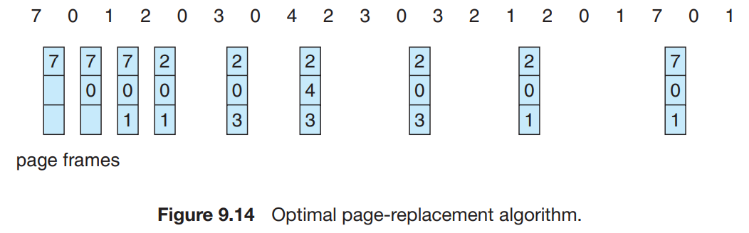 7 0 1 2 0 3 0 4 2 3 0 3 2 1 2 0 1 7 0 1
7 7 7 2 2 2 2 2 7
0 0 0 0 4 0 0 0
1 1 3 3 3 1 1
page frames
Figure 9.14 Optimal page-replacement algorithm.